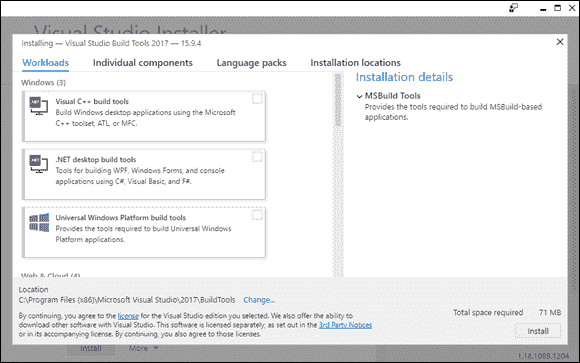 Visual Studio Installer
Installing — Visual Studio Build Tools 2017 — 15.9.4
Workloads Individual components Language packs Installation locations
Windows (3)
Visual C++ build tools
Build Windows desktop applications using the Microsoft
C++ toolset, ATL, or MFC.
.NET desktop build tools
Tools for building WPF, Windows Forms, and console
applications using C#, Visual Basic, and F#.
Universal Windows Platform build tools
Provides the tools required to build Universal Windows
Platform applications.
Web & Cloud (4)
Installation details
MSBuild Tools
Provides the tools required to build MSBuild-based
applications.
Location
C:\Program Files (x86)\Microsoft Visual Studio\2017\BuildTools Change...
By continuing, you agree to the license for the Visual Studio edition you selected. We also offer the ability to
download other software with Visual Studio. This software is licensed separately, as set out in the 3rd Party Notices
or in its accompanying license. By continuing, you also agree to those licenses.
Total space required 71 MB
Install
Install More
1.18.1089.1204